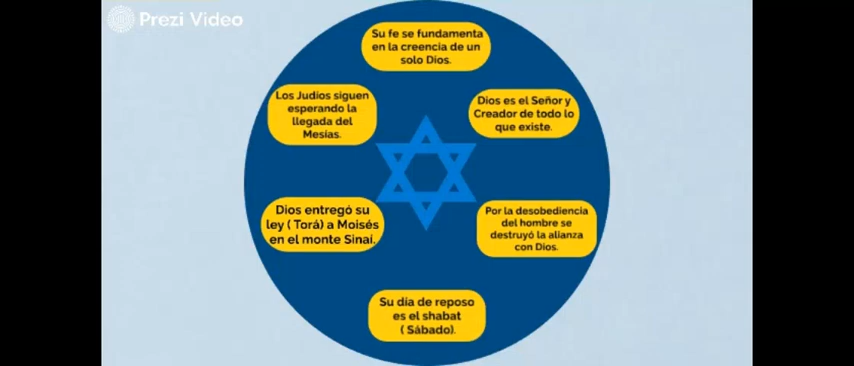 Prezi Video
Su fe se fundamenta
en la creencia de un
solo Dios.
Los Judíos siguen
esperando la
llegada del
Mesías.
Dios es el Señor y
Creador de todo lo
que existe.
Dios entregó su
ley ( Torá) a Moisés
en el monte Sinaí.
Por la desobediencia
del hombre se
destruyó la alianza
con Dios.
Su día de reposo
es el shabat
( Sábado).